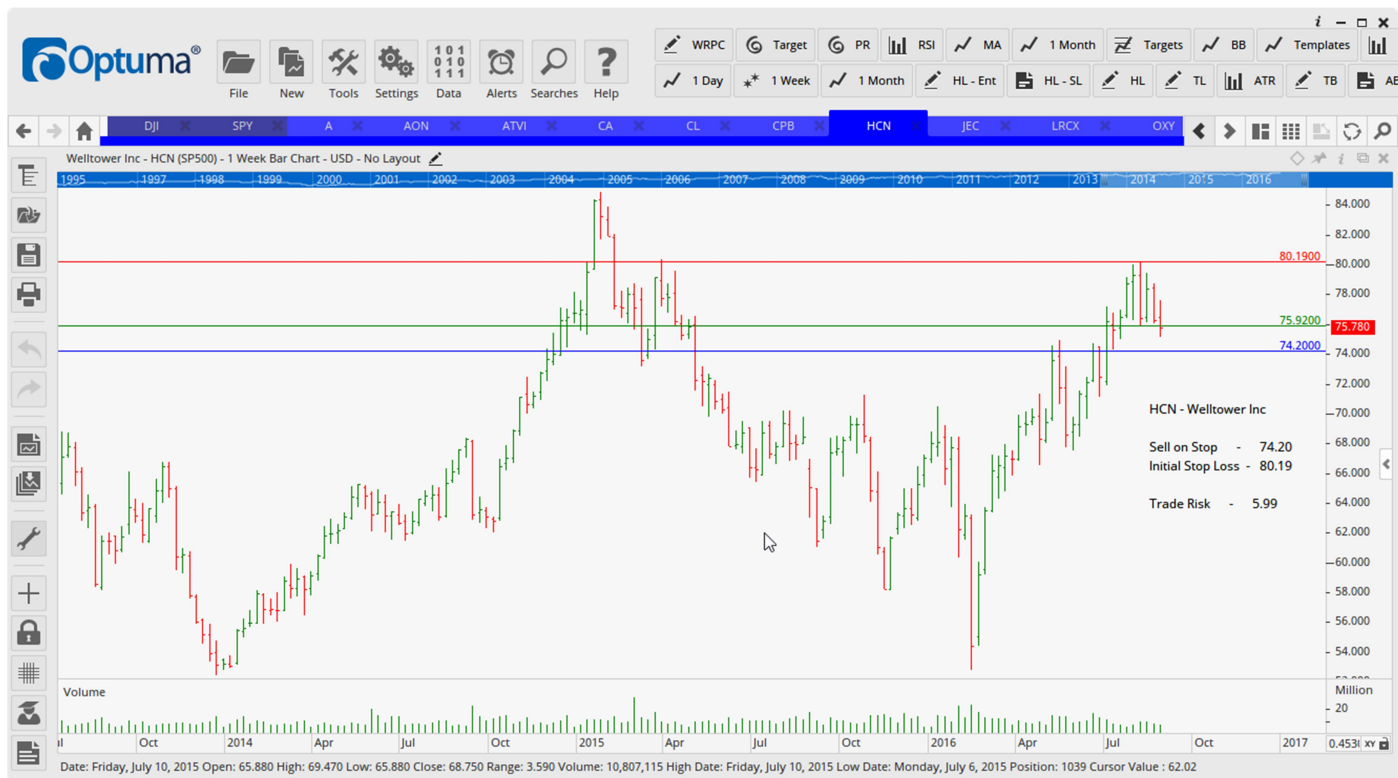 Optuma®
File New Tools Settings Data Alerts Searches Help
WRPC Target PR RSI MA 1 Month Targets BB Templates
1 Day 1 Week 1 Month HL - Ent HL - SL HL TL ATR TB
DJI SPY A AON ATVI CA CL CPB HCN JEC LRCX OXY
Welltower Inc - HCN (SP500) - 1 Week Bar Chart - USD - No Layout
1995 1997 1998 1999 2000 2001 2002 2003 2004 2005 2006 2007 2008 2009 2010 2011 2012 2013 2014 2015 2016
84.000
82.000
80.1900
80.000
78.000
75.9200
75.780
74.2000
74.000
72.000
HCN - Welltower Inc
70.000
Sell on Stop - 74.20
68.000
Initial Stop Loss - 80.19
66.000
Trade Risk - 5.99
64.000
62.000
60.000
58.000
56.000
54.000
Volume
Million
20
Oct 2014 Apr Jul Oct 2015 Apr Jul Oct 2016 Apr Jul Oct 2017 XY
Date: Friday, July 10, 2015 Open: 65.880 High: 69.470 Low: 65.880 Close: 68.750 Range: 3.590 Volume: 10,807,115 High Date: Friday, July 10, 2015 Low Date: Monday, July 6, 2015 Position: 1039 Cursor Value : 62.02